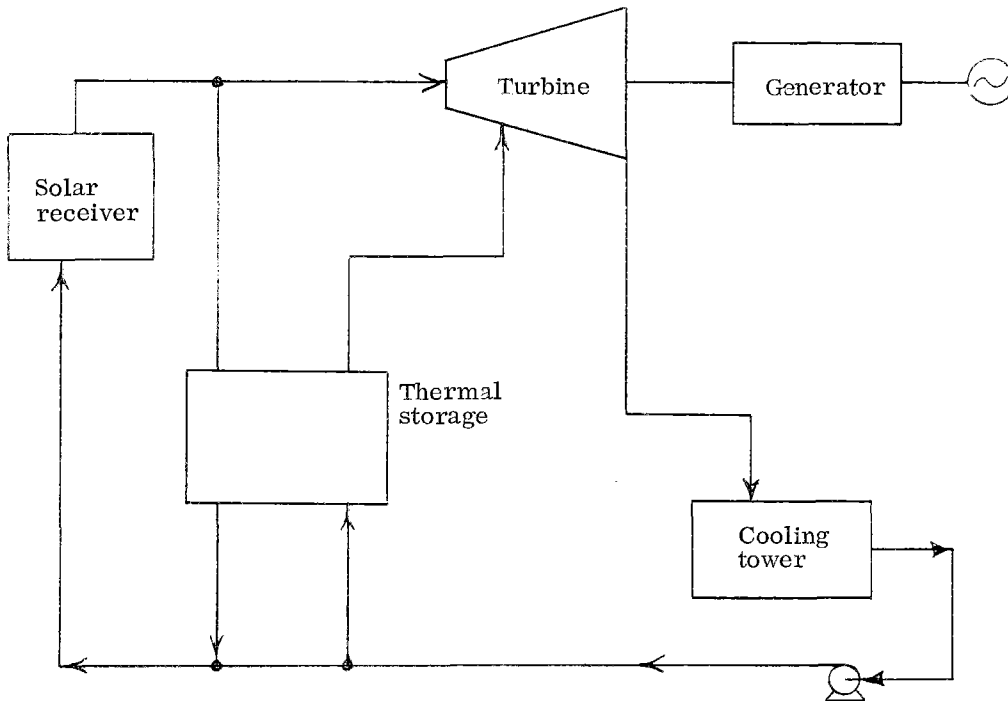 Turbine
Generator
Solar
receiver
Thermal
storage
Cooling
tower